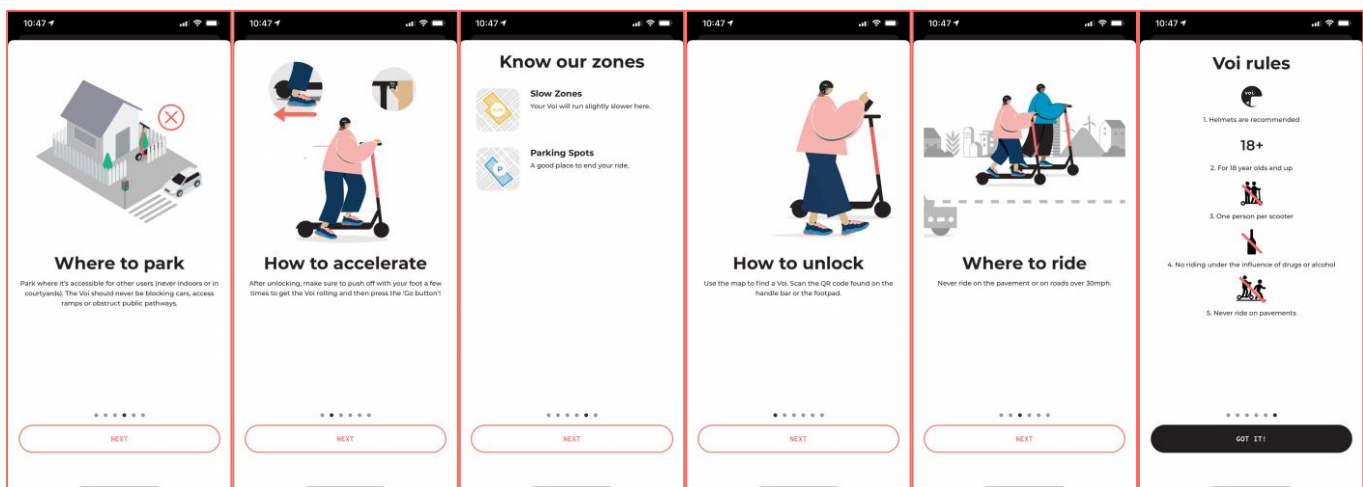 10:47
Where to park
Park where it's accessible for other users (never indoors or in
courtyards). The Voi should never be blocking cars, access
ramps or obstruct public pathways.
NEXT
10:47
How to accelerate
After unlocking, make sure to push off with your foot a few
times to get the Voi rolling and then press the 'Go button'!
NEXT
10:47
Know our zones
Slow Zones
Your Voi will run slightly slower here.
P
Parking Spots
A good place to end your ride.
NEXT
10:47
How to unlock
Use the map to find a Voi. Scan the QR code found on the
handle bar or the footpad.
NEXT
10:47
Where to ride
Never ride on the pavement or on roads over 30mph.
NEXT
10:47
Voi rules
voi.
1. Helmets are recommended
18+
2. For 18 year olds and up
3. One person per scooter
4. No riding under the influence of drugs or alcohol
5. Never ride on pavements
GOT IT!